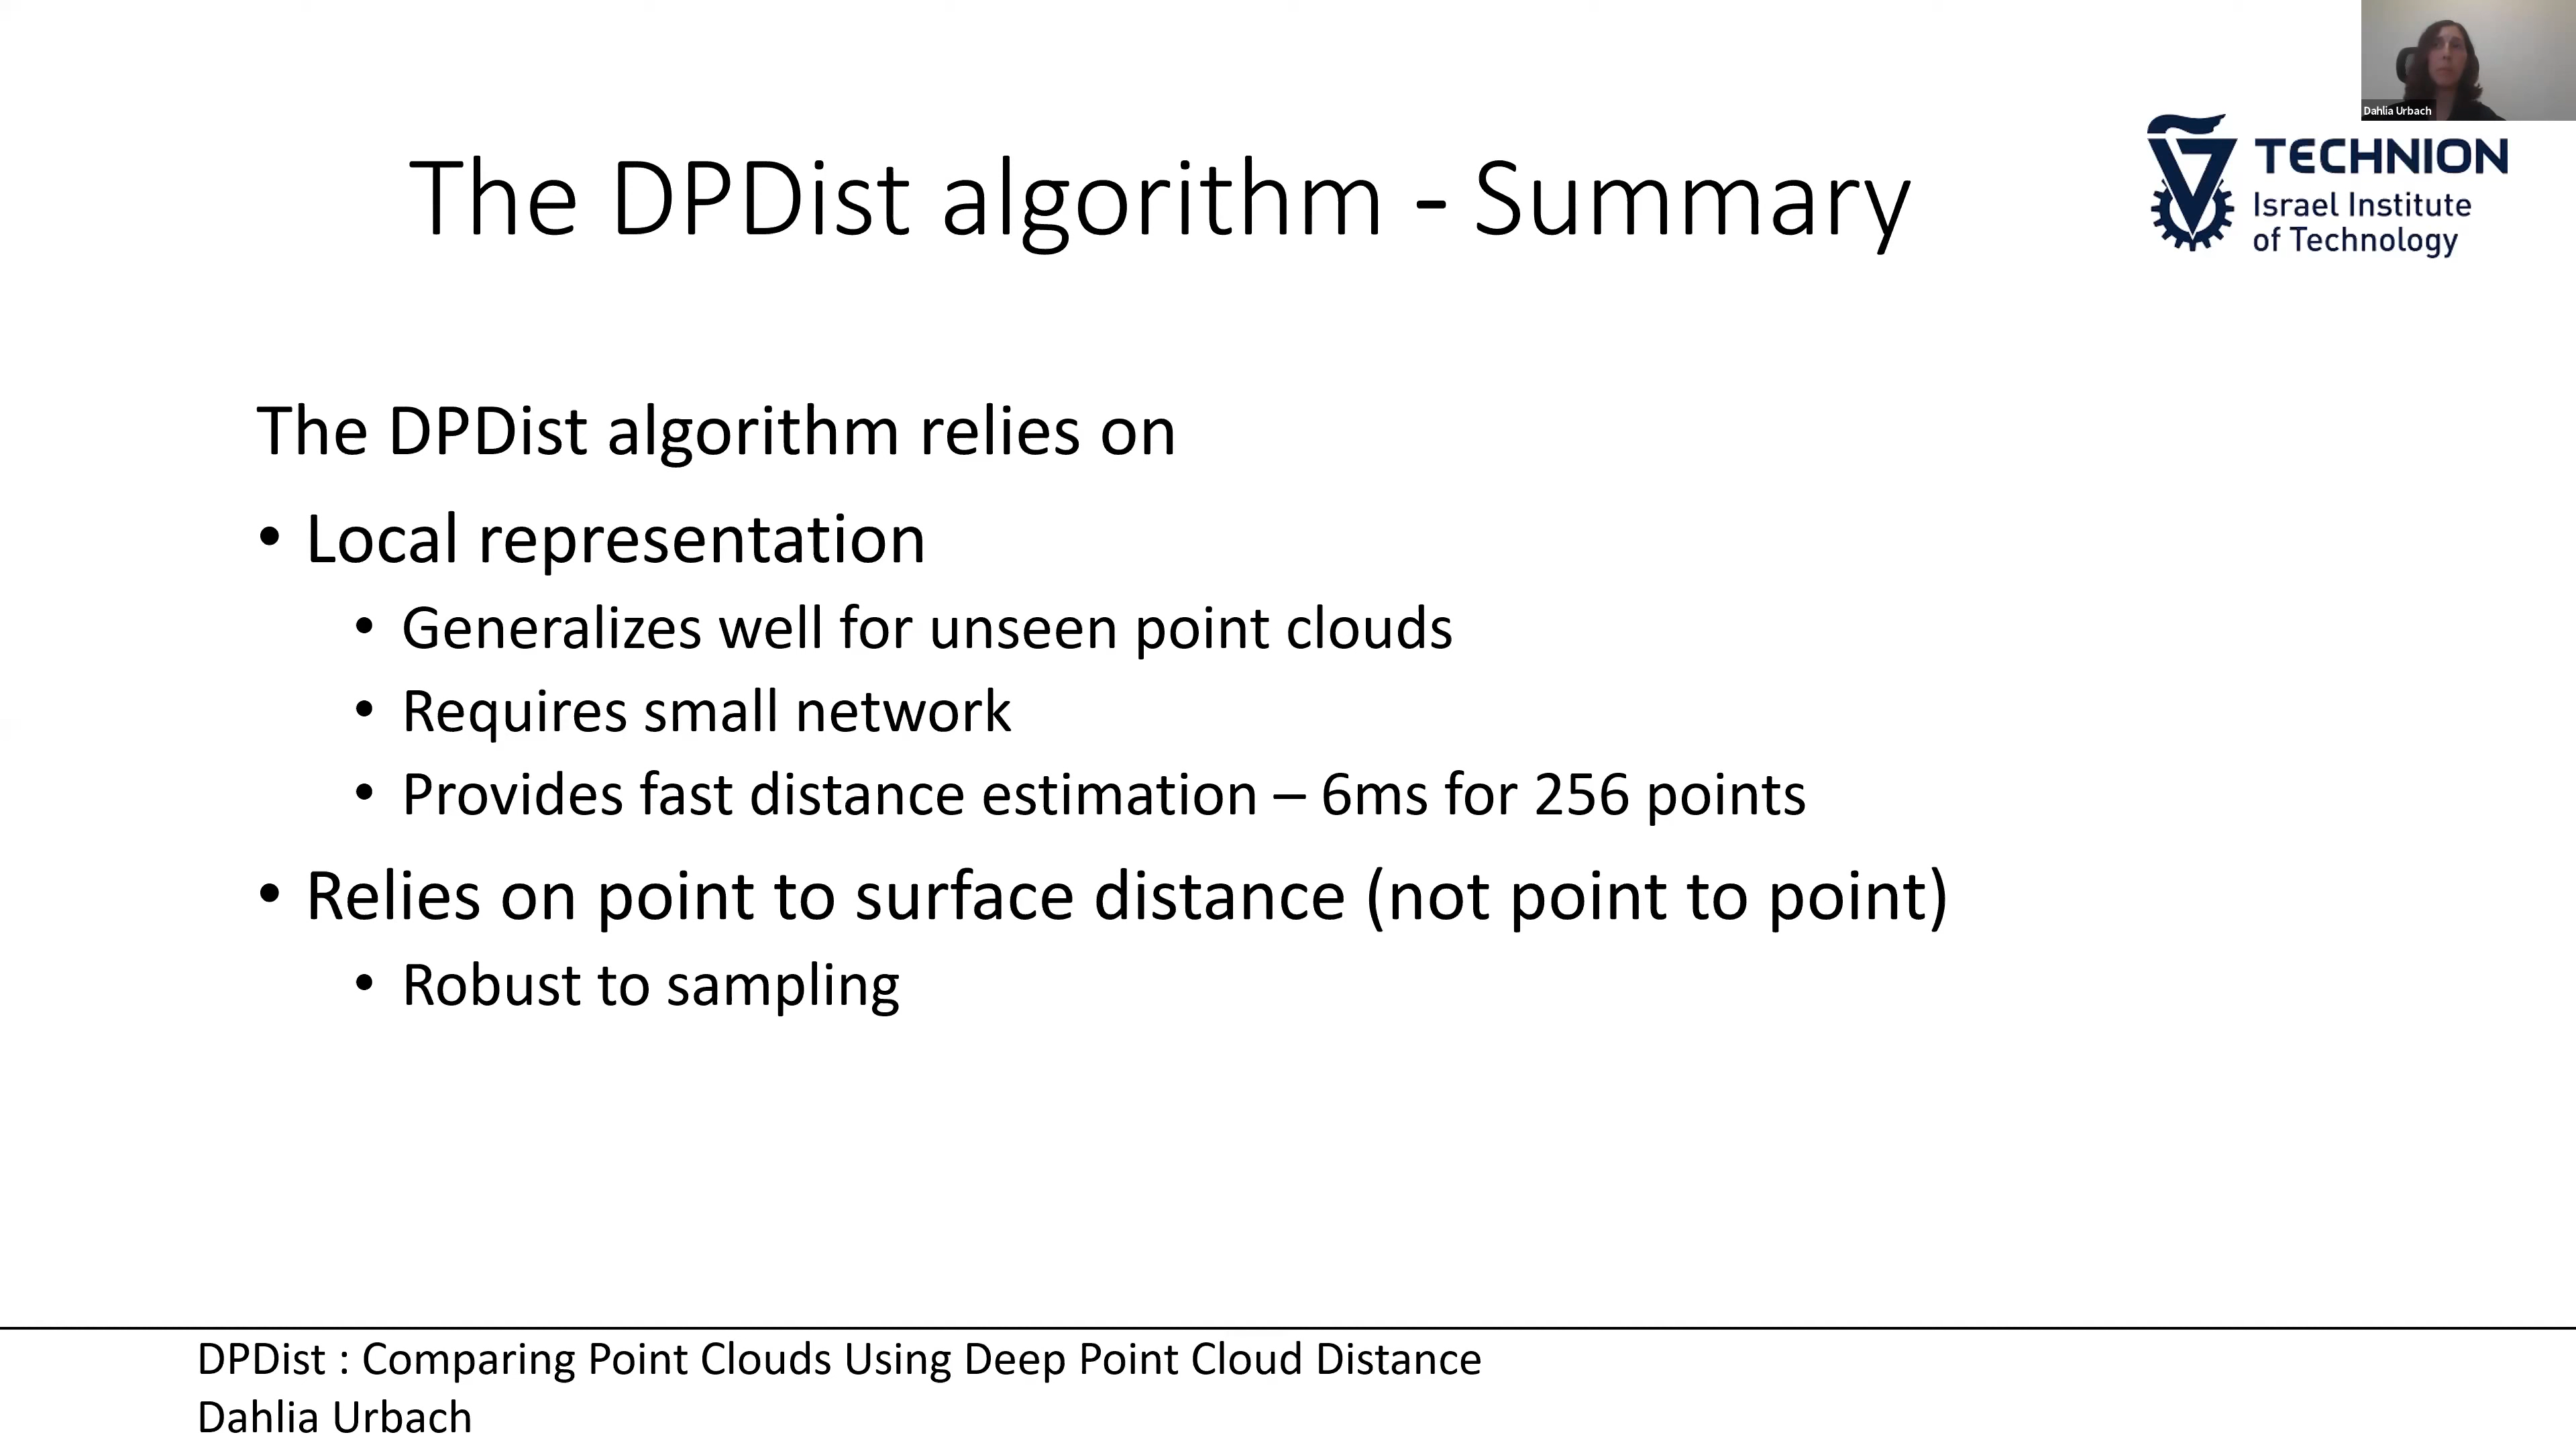 Dahlia Urbach
TECHNION
Israel Institute
of Technology
The DPDist algorithm - Summary
The DPDist algorithm relies on
• Local representation
• Generalizes well for unseen point clouds
• Requires small network
• Provides fast distance estimation – 6ms for 256 points
• Relies on point to surface distance (not point to point)
• Robust to sampling
DPDist : Comparing Point Clouds Using Deep Point Cloud Distance
Dahlia Urbach